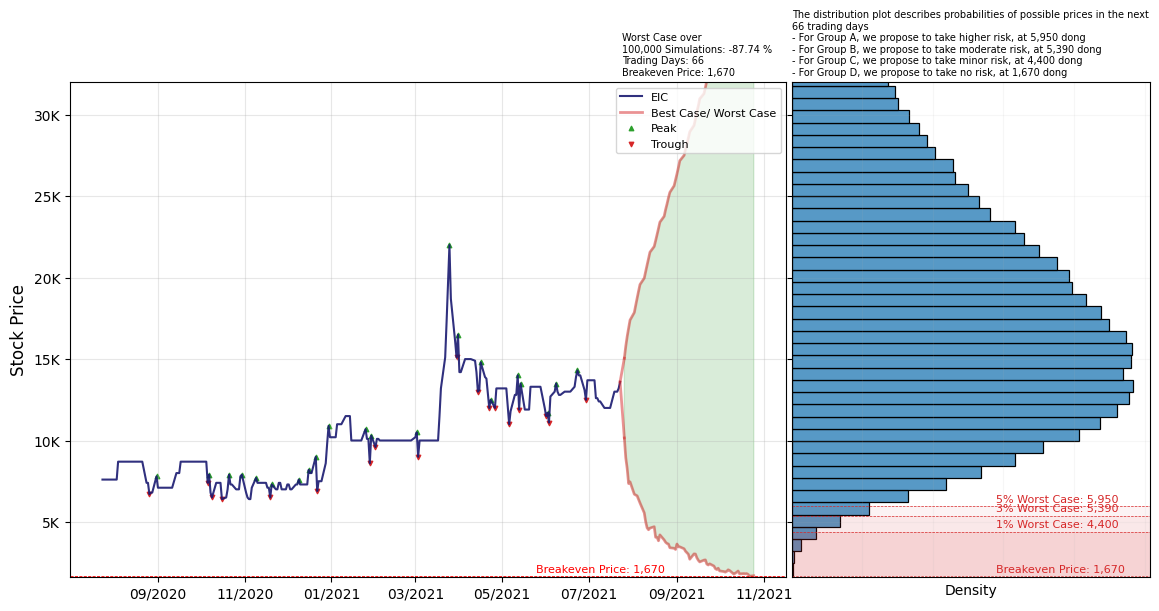 The distribution plot describes probabilities of possible prices in the next
66 trading days
- For Group A, we propose to take higher risk, at 5,950 dong
- For Group B, we propose to take moderate risk, at 5,390 dong
- For Group C, we propose to take minor risk, at 4,400 dong
- For Group D, we propose to take no risk, at 1,670 dong
Worst Case over
100,000 Simulations: -87.74 %
Trading Days: 66
Breakeven Price: 1,670
EIC
Best Case/ Worst Case
Peak
Trough
Stock Price
30K
25K
20K
15K
10K
5K
Breakeven Price: 1,670
09/2020
11/2020
01/2021
03/2021
05/2021
07/2021
09/2021
11/2021
5% Worst Case: 5,950
3% Worst Case: 5,390
1% Worst Case: 4,400
Breakeven Price: 1,670
Density